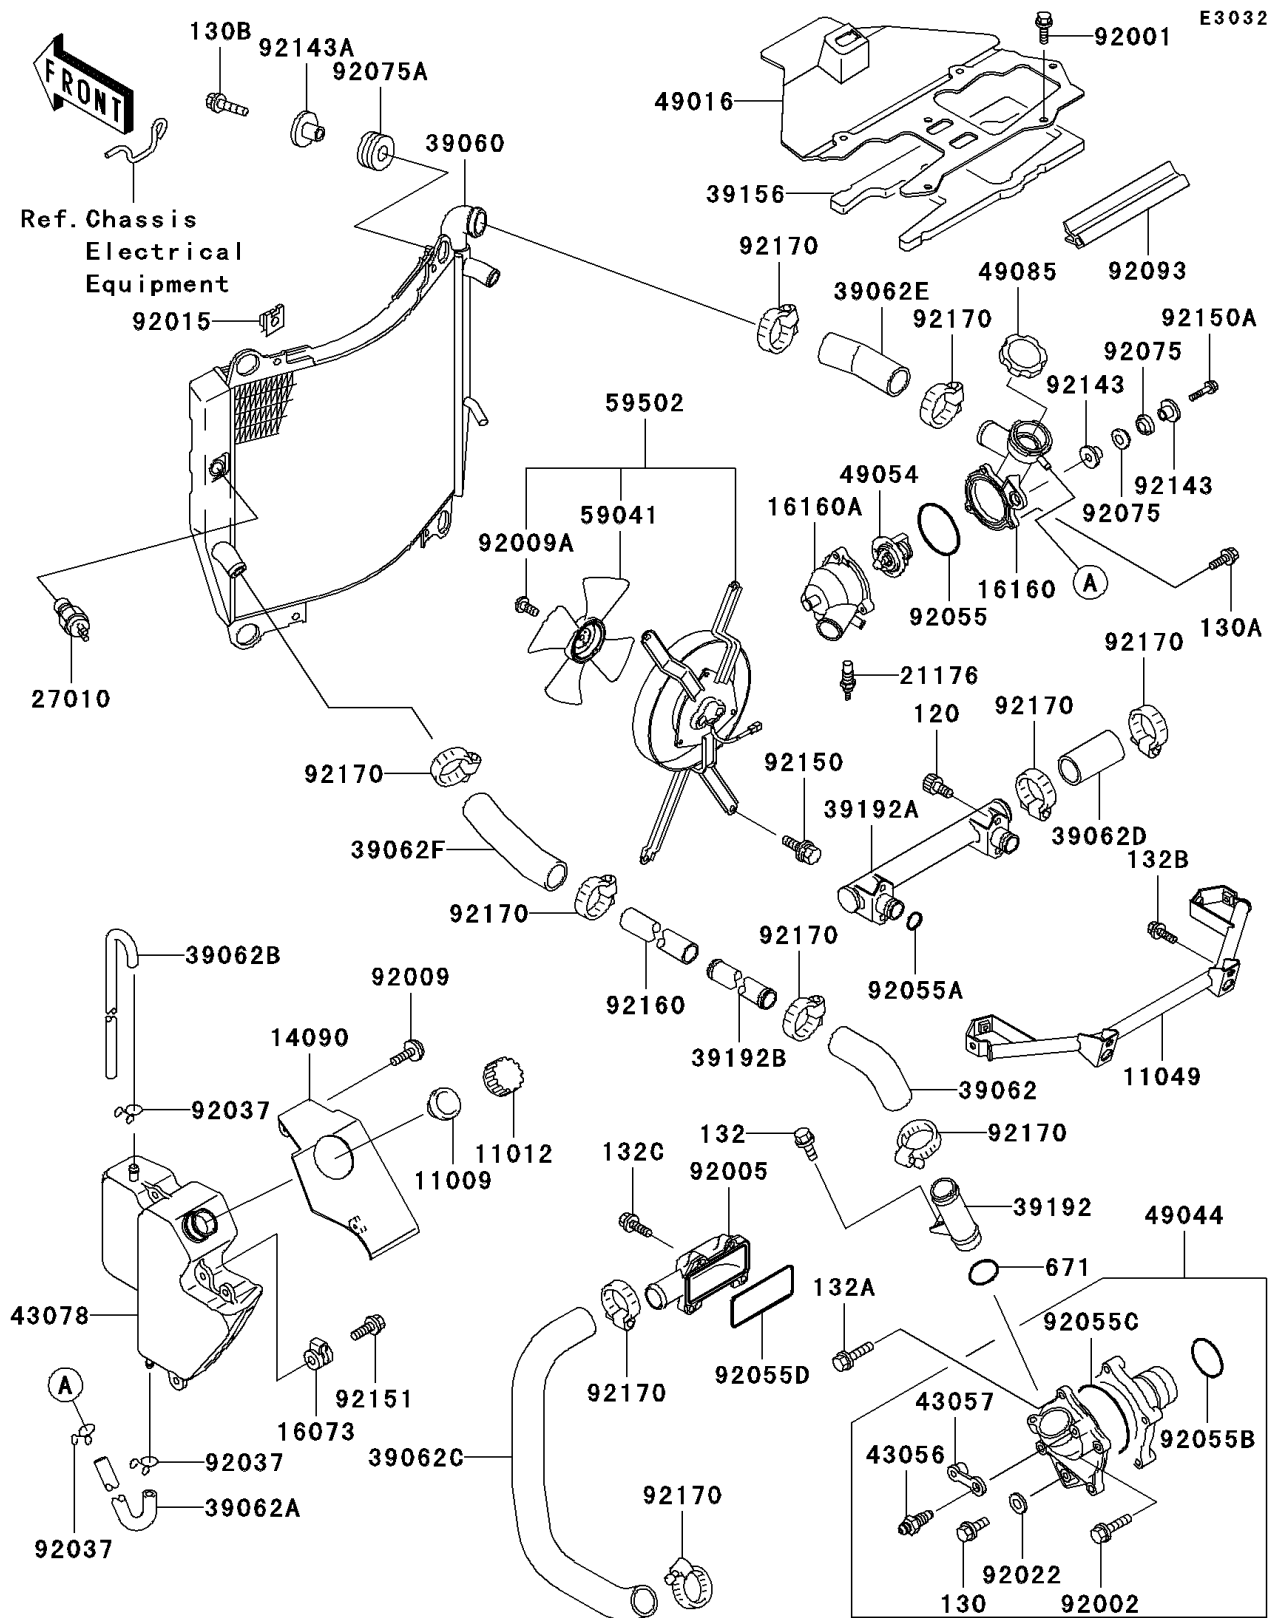 E3032
130B
92143A
92075A
FRONT
39060
92001
49016
39156
Ref. Chassis
Electrical
Equipment
92170
92093
49085
39062E
92170
92150A
92015
92075
92143
59502
49054
92143
59041
16160A
92075
92009A
16160
A
92055
130A
92170
27010
21176
120
92170
92170
92150
39192A
39062F
39062D
132B
92170
92170
39062B
92009
92160
92055A
14090
39192B
11049
39062
92037
132
92170
11012
132C
92005
11009
39192
49044
671
43078
132A
92055C
92055D
A
92151
92170
43057
16073
92055B
92037
39062C
43056
39062A
92170
92037
92022
130
92002